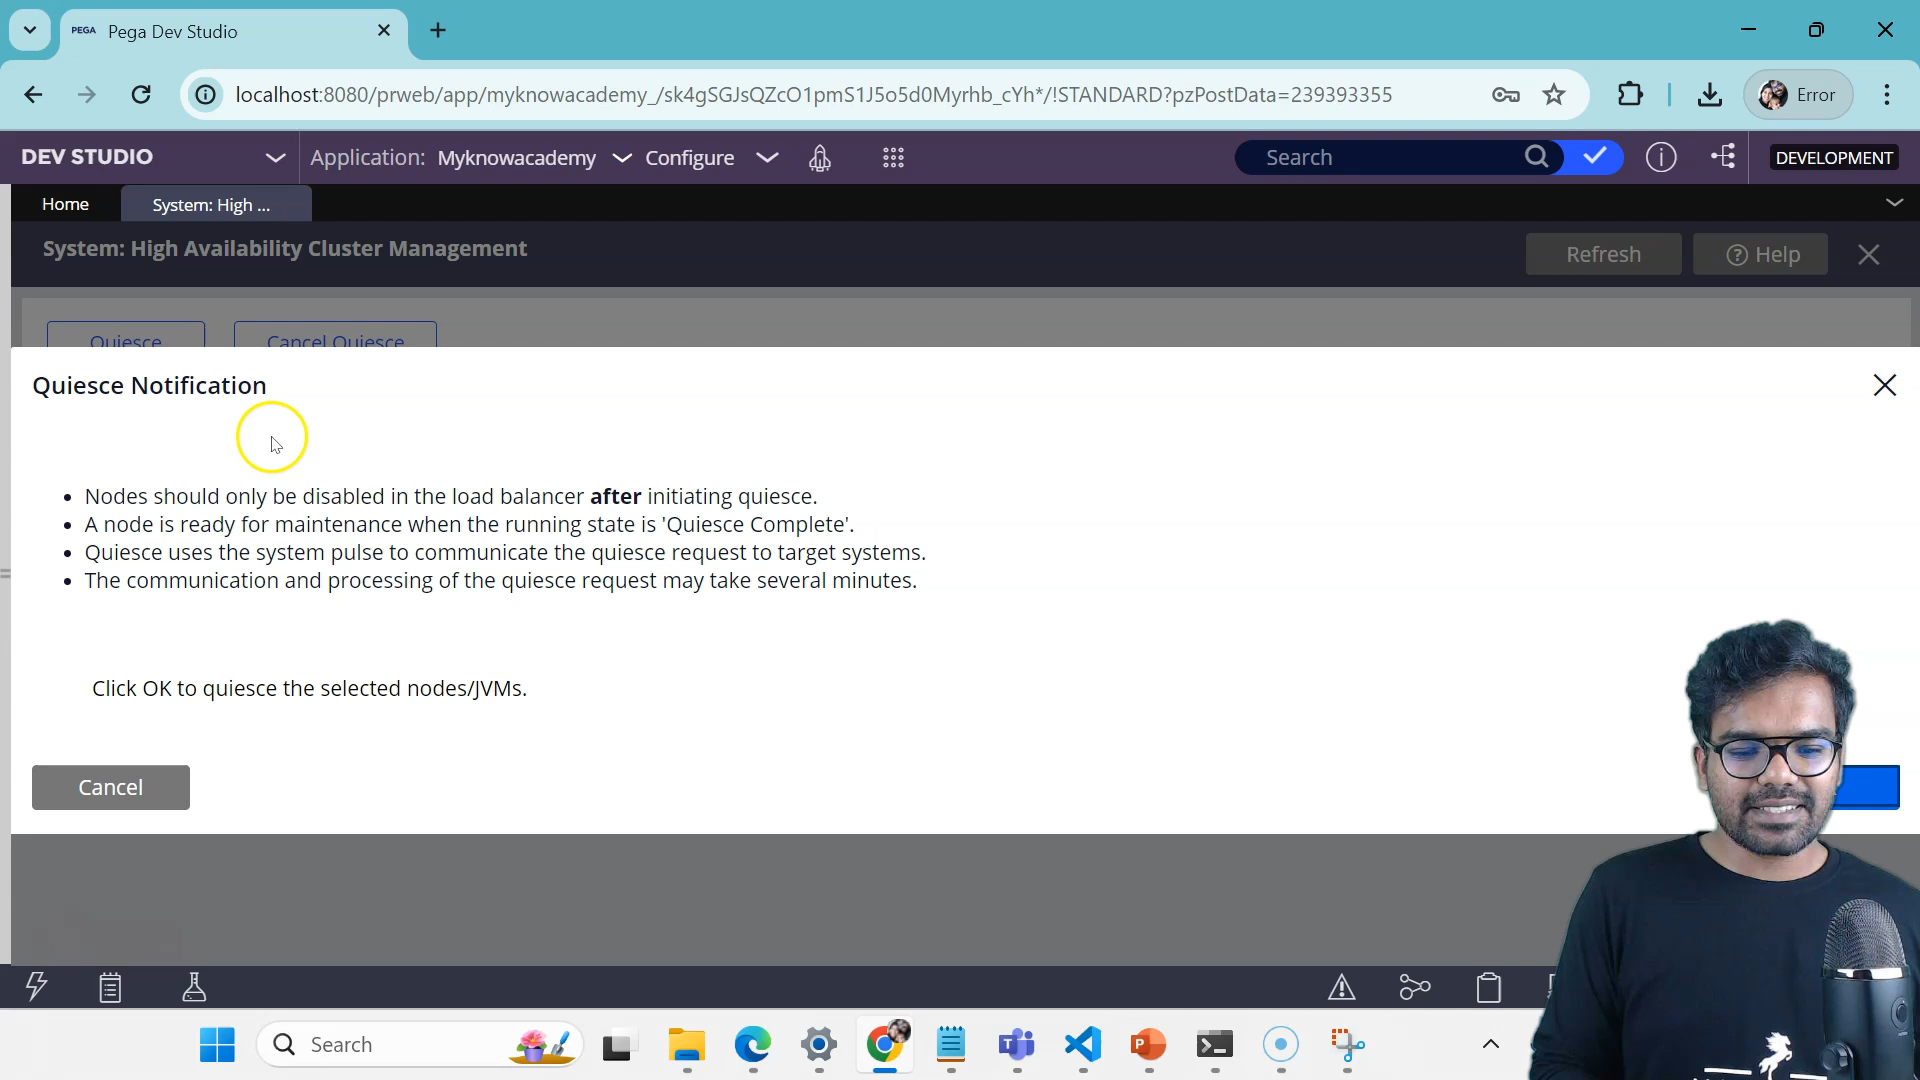 PEGA Pega Dev Studio
localhost:8080/prweb/app/myknowacademy_/sk4gSGJsQZcO1pmS1J5o5d0Myrhb_cYh*/!STANDARD?pzPostData=239393355
Error
DEV STUDIO
Application: Myknowacademy
Configure
Search
DEVELOPMENT
Home
System: High ...
System: High Availability Cluster Management
Refresh
Help
Quiesce
Cancel Quiesce
Quiesce Notification
Nodes should only be disabled in the load balancer after initiating quiesce.
A node is ready for maintenance when the running state is 'Quiesce Complete'.
Quiesce uses the system pulse to communicate the quiesce request to target systems.
The communication and processing of the quiesce request may take several minutes.
Click OK to quiesce the selected nodes/JVMs.
Cancel
Search